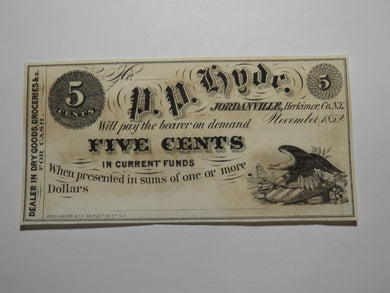 No.
P. P. Hyde.
5
CENTS
5
JORDANVILLE, Herkimer, Co. N.Y.
November 1859
Will pay the bearer on demand
FIVE CENTS
IN CURRENT FUNDS
When presented in sums of one or more
Dollars
DEALER IN DRY GOODS, GROCERIES &c.
FOR CASH.